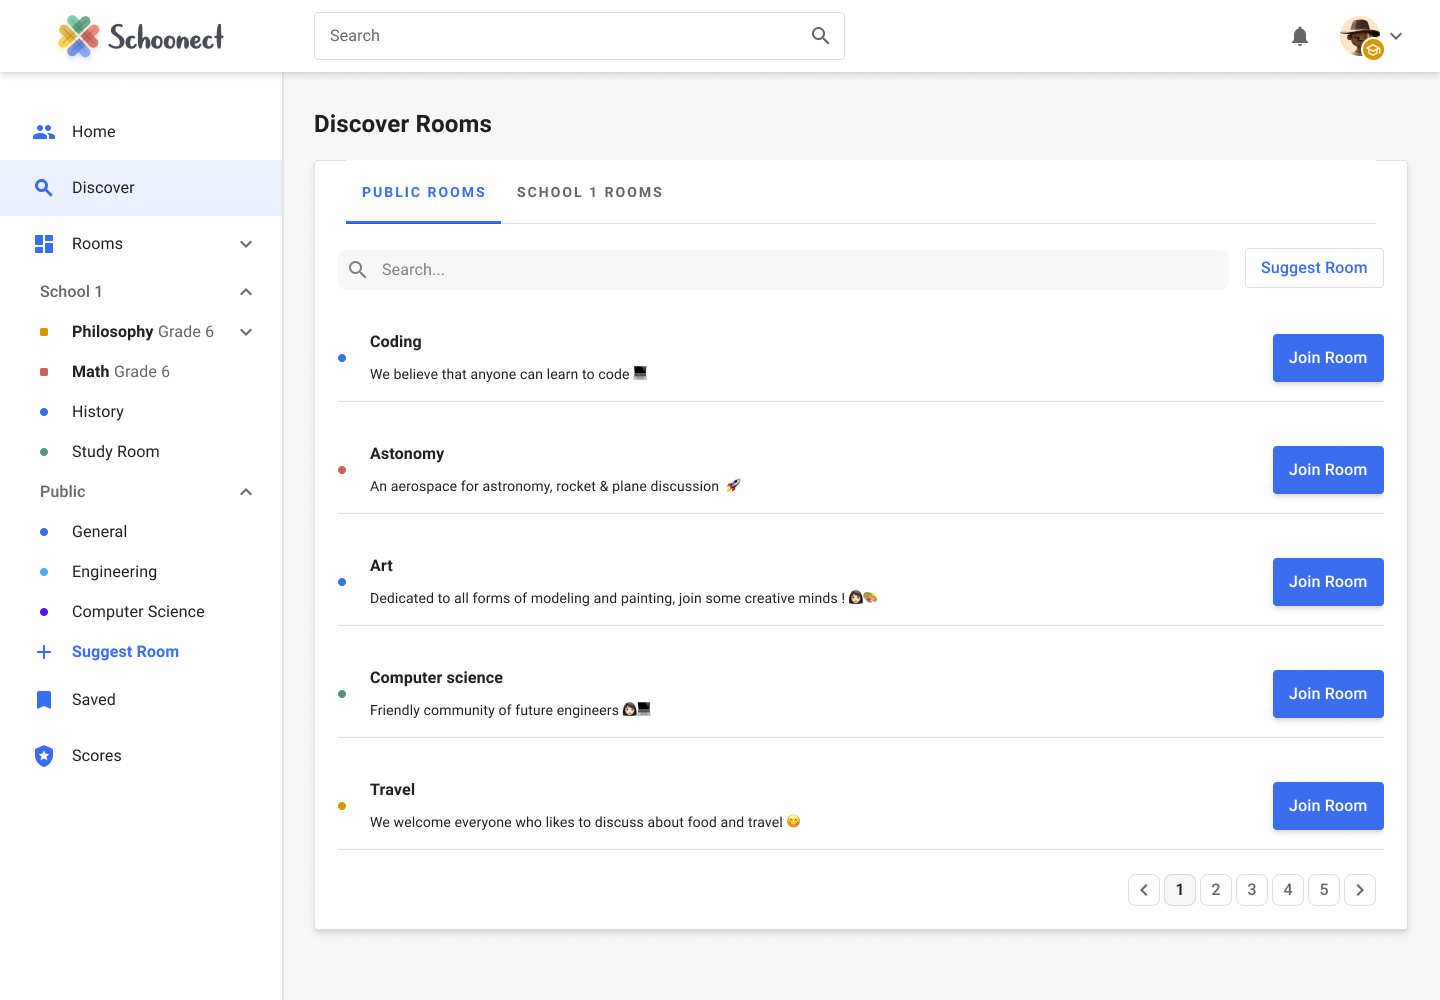 Schoonect
Search
Home
Discover
Rooms
School 1
Philosophy Grade 6
Math Grade 6
History
Study Room
Public
General
Engineering
Computer Science
Suggest Room
Saved
Scores
Discover Rooms
PUBLIC ROOMS SCHOOL 1 ROOMS
Search...
Suggest Room
Coding
We believe that anyone can learn to code 💻
Join Room
Astonomy
An aerospace for astronomy, rocket & plane discussion 🚀
Join Room
Art
Dedicated to all forms of modeling and painting, join some creative minds ! 👩🏻‍🎨
Join Room
Computer science
Friendly community of future engineers 👩🏻‍💻
Join Room
Travel
We welcome everyone who likes to discuss about food and travel 😋
Join Room
1 2 3 4 5